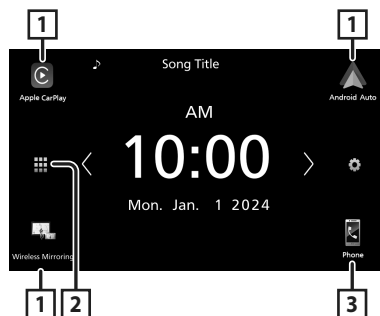 1 1
♪ Song Title
Apple CarPlay Android Auto
AM
10:00
Mon. Jan. 1 2024
Wireless Mirroring Phone
1 2 3